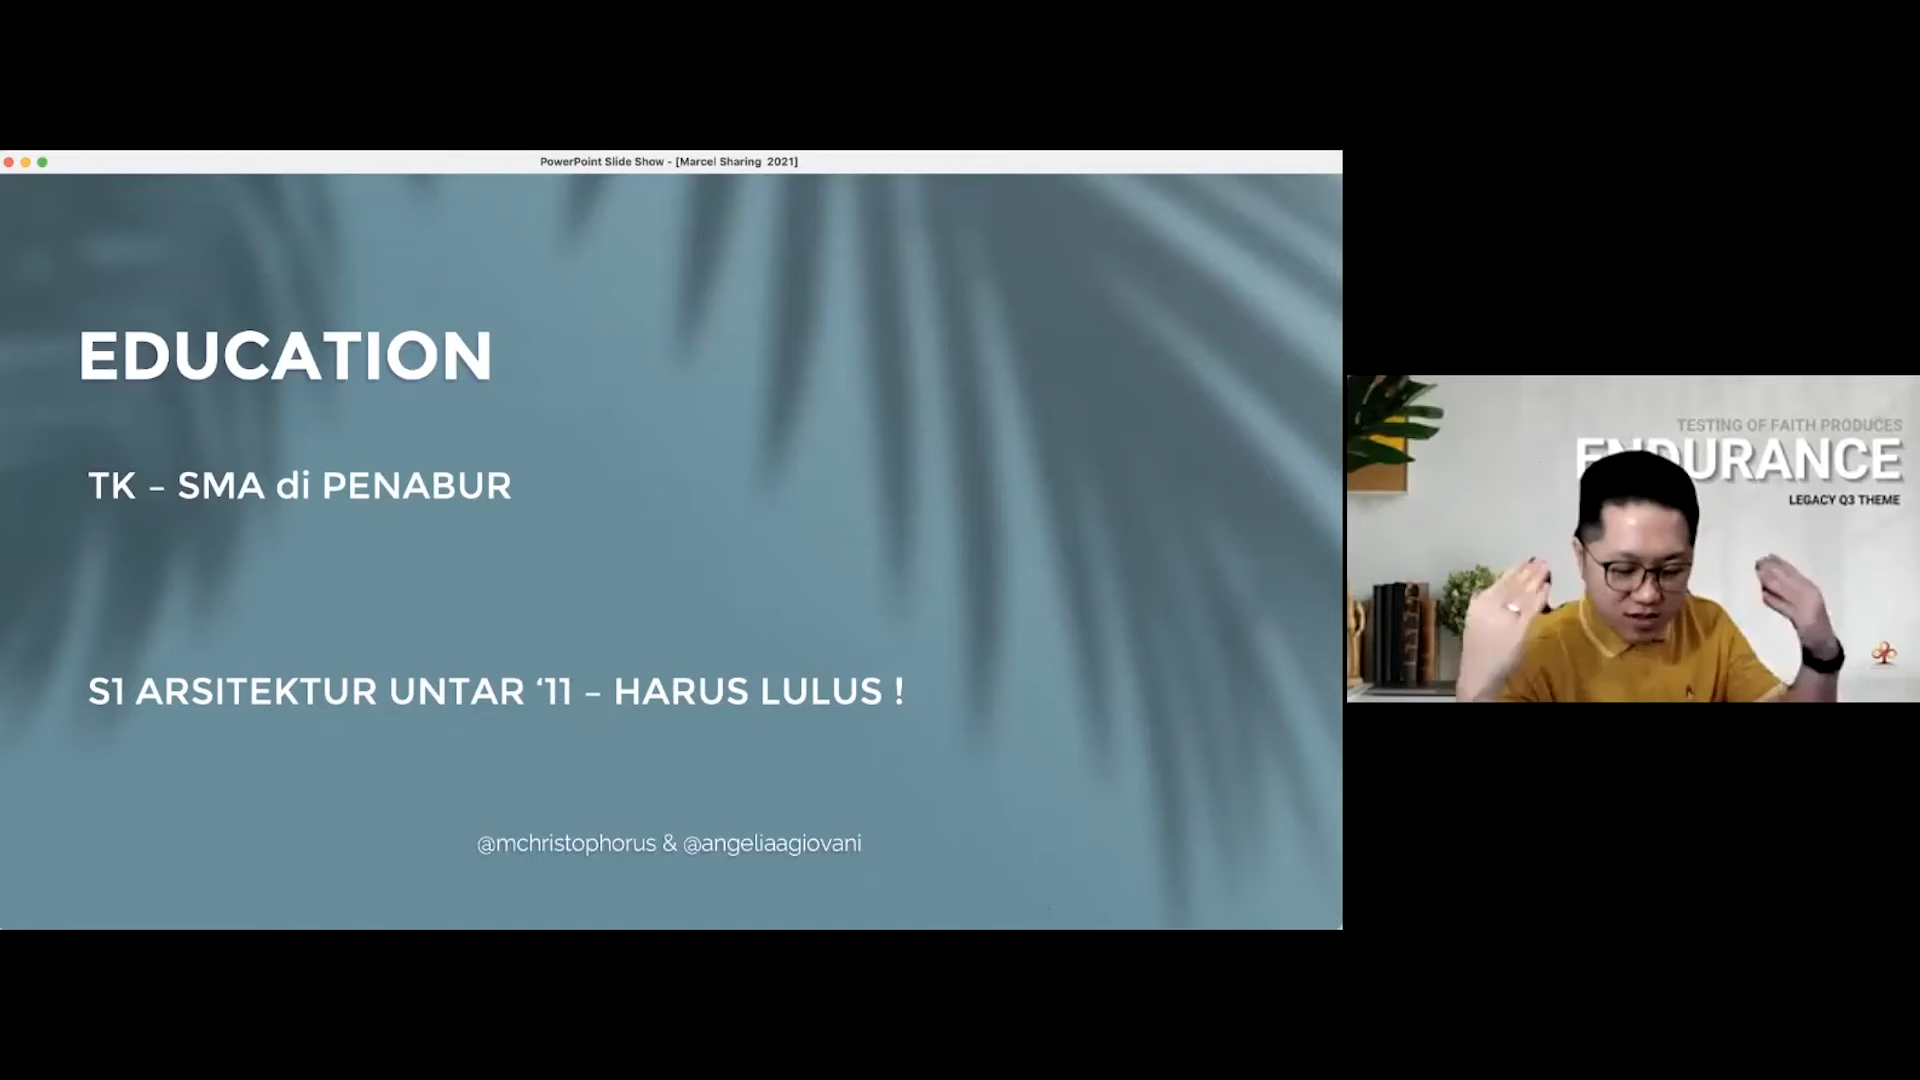 PowerPoint Slide Show - [Marcel Sharing 2021]
EDUCATION
TK – SMA di PENABUR
S1 ARSITEKTUR UNTAR ‘11 – HARUS LULUS !
@mchristophorus & @angeliaagiovani
TESTING OF FAITH PRODUCES
ENDURANCE
LEGACY Q3 THEME